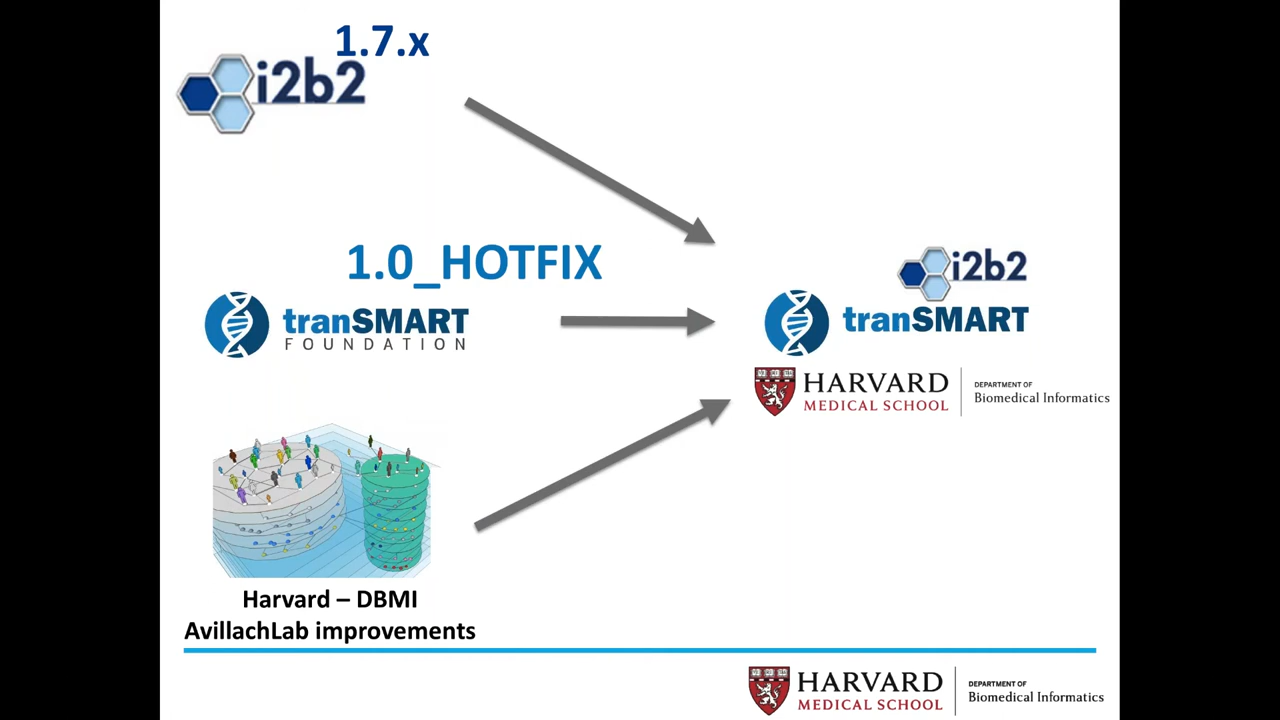 1.7.x
i2b2
1.0_HOTFIX
tranSMART
FOUNDATION
i2b2
tranSMART
HARVARD
MEDICAL SCHOOL
DEPARTMENT OF
Biomedical Informatics
Harvard – DBMI
AvillachLab improvements
HARVARD
MEDICAL SCHOOL
DEPARTMENT OF
Biomedical Informatics